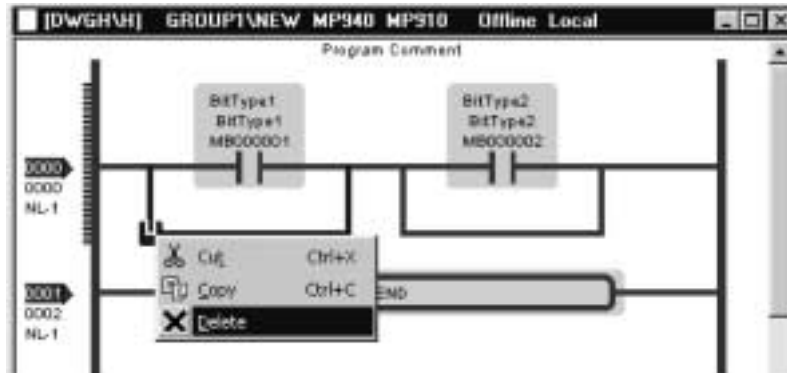 [DWGH\H] GROUP1\NEW MP940 MP910 Offline Local
Program Comment
BitType1
BitType1
MB000001
BitType2
BitType2
MB000002
0000
0000
NL-1
Cut Ctrl+X
Copy Ctrl+C
Delete
0001
0002
NL-1
END